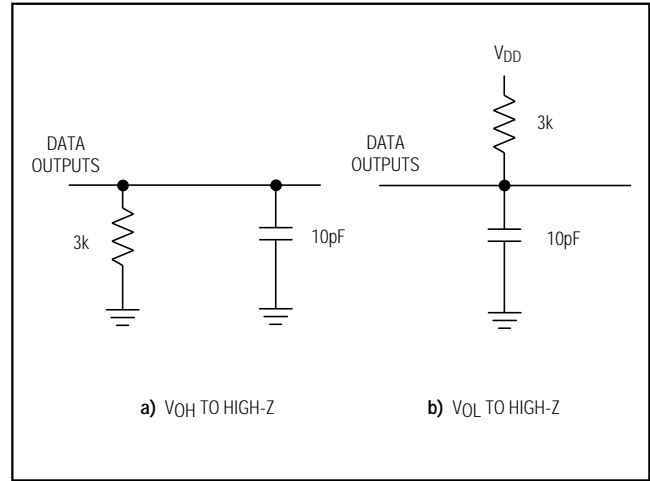 DATA
OUTPUTS
3k
10pF
a) VOH TO HIGH-Z
VDD
3k
DATA
OUTPUTS
10pF
b) VOL TO HIGH-Z